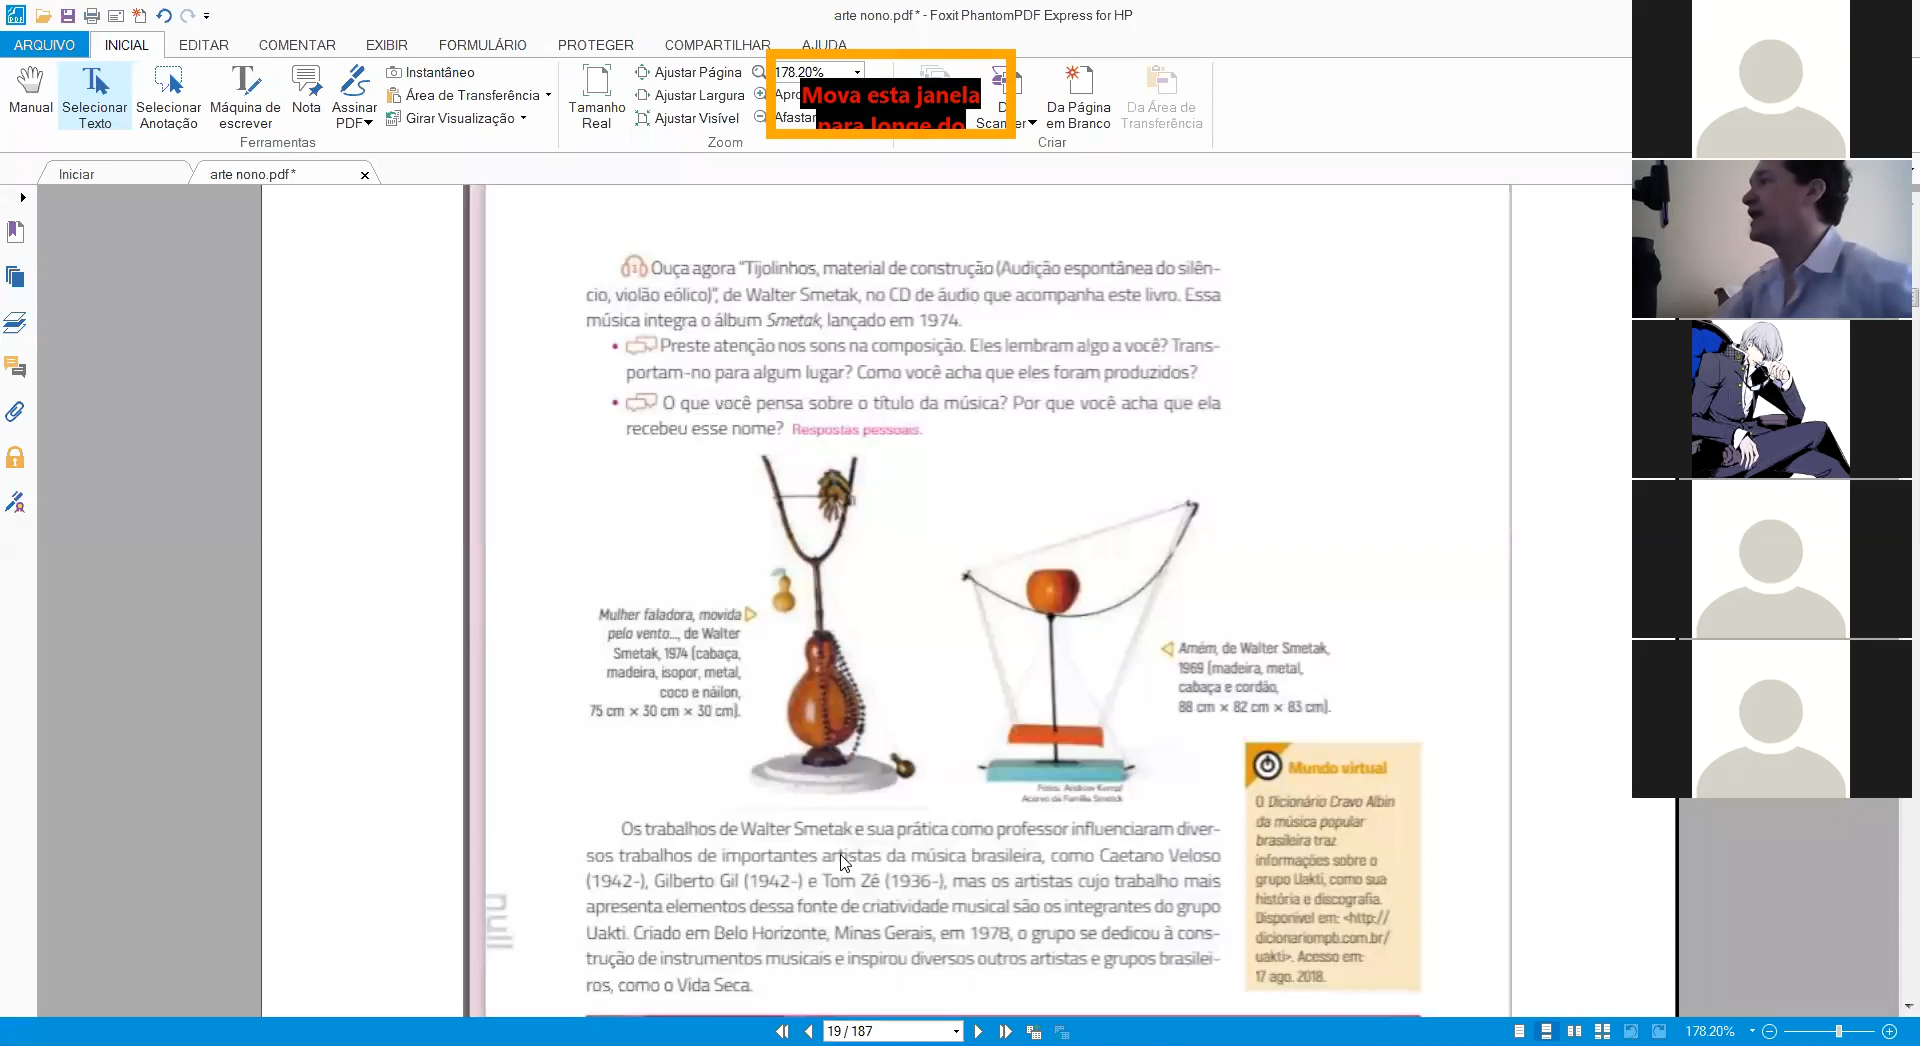 arte nono.pdf * - Foxit PhantomPDF Express for HP
ARQUIVO INICIAL EDITAR COMENTAR EXIBIR FORMULÁRIO PROTEGER COMPARTILHAR AJUDA
Manual
Selecionar
Texto
Selecionar
Anotação
Máquina de
escrever
Nota
Assinar
PDF
Instantâneo
Área de Transferência
Girar Visualização
Ferramentas
Tamanho
Real
Ajustar Página
Ajustar Largura
Ajustar Visível
178.20%
Apro
Afastar
Zoom
Mova esta janela
para longe do
D
Scanner
Da Página
em Branco
Da Área de
Transferência
Criar
Iniciar
arte nono.pdf *
Ouça agora “Tijolinhos, material de construção (Audição espontânea do silên-
cio, violão eólico)”, de Walter Smetak, no CD de áudio que acompanha este livro. Essa
música integra o álbum Smetak, lançado em 1974.
• Preste atenção nos sons na composição. Eles lembram algo a você? Trans-
portam-no para algum lugar? Como você acha que eles foram produzidos?
• O que você pensa sobre o título da música? Por que você acha que ela
recebeu esse nome? Respostas pessoais.
Mulher faladora, movida
pelo vento..., de Walter
Smetak, 1974 (cabaça,
madeira, isopor, metal,
coco e náilon,
75 cm × 30 cm × 30 cm).
Amém, de Walter Smetak,
1969 (madeira, metal,
cabaça e cordão,
88 cm × 82 cm × 83 cm).
Fotos: Andrew Kemp/
Acervo da Família Smetak
Mundo virtual
O Dicionário Cravo Albin
da música popular
brasileira traz
informações sobre o
grupo Uakti, como sua
história e discografia.
Disponível em: <http://
dicionariompb.com.br/
uakti>. Acesso em:
17 ago. 2018.
Os trabalhos de Walter Smetak e sua prática como professor influenciaram diver-
sos trabalhos de importantes artistas da música brasileira, como Caetano Veloso
(1942-), Gilberto Gil (1942-) e Tom Zé (1936-), mas os artistas cujo trabalho mais
apresenta elementos dessa fonte de criatividade musical são os integrantes do grupo
Uakti. Criado em Belo Horizonte, Minas Gerais, em 1978, o grupo se dedicou à cons-
trução de instrumentos musicais e inspirou diversos outros artistas e grupos brasilei-
ros, como o Vida Seca.
19 / 187
178.20%